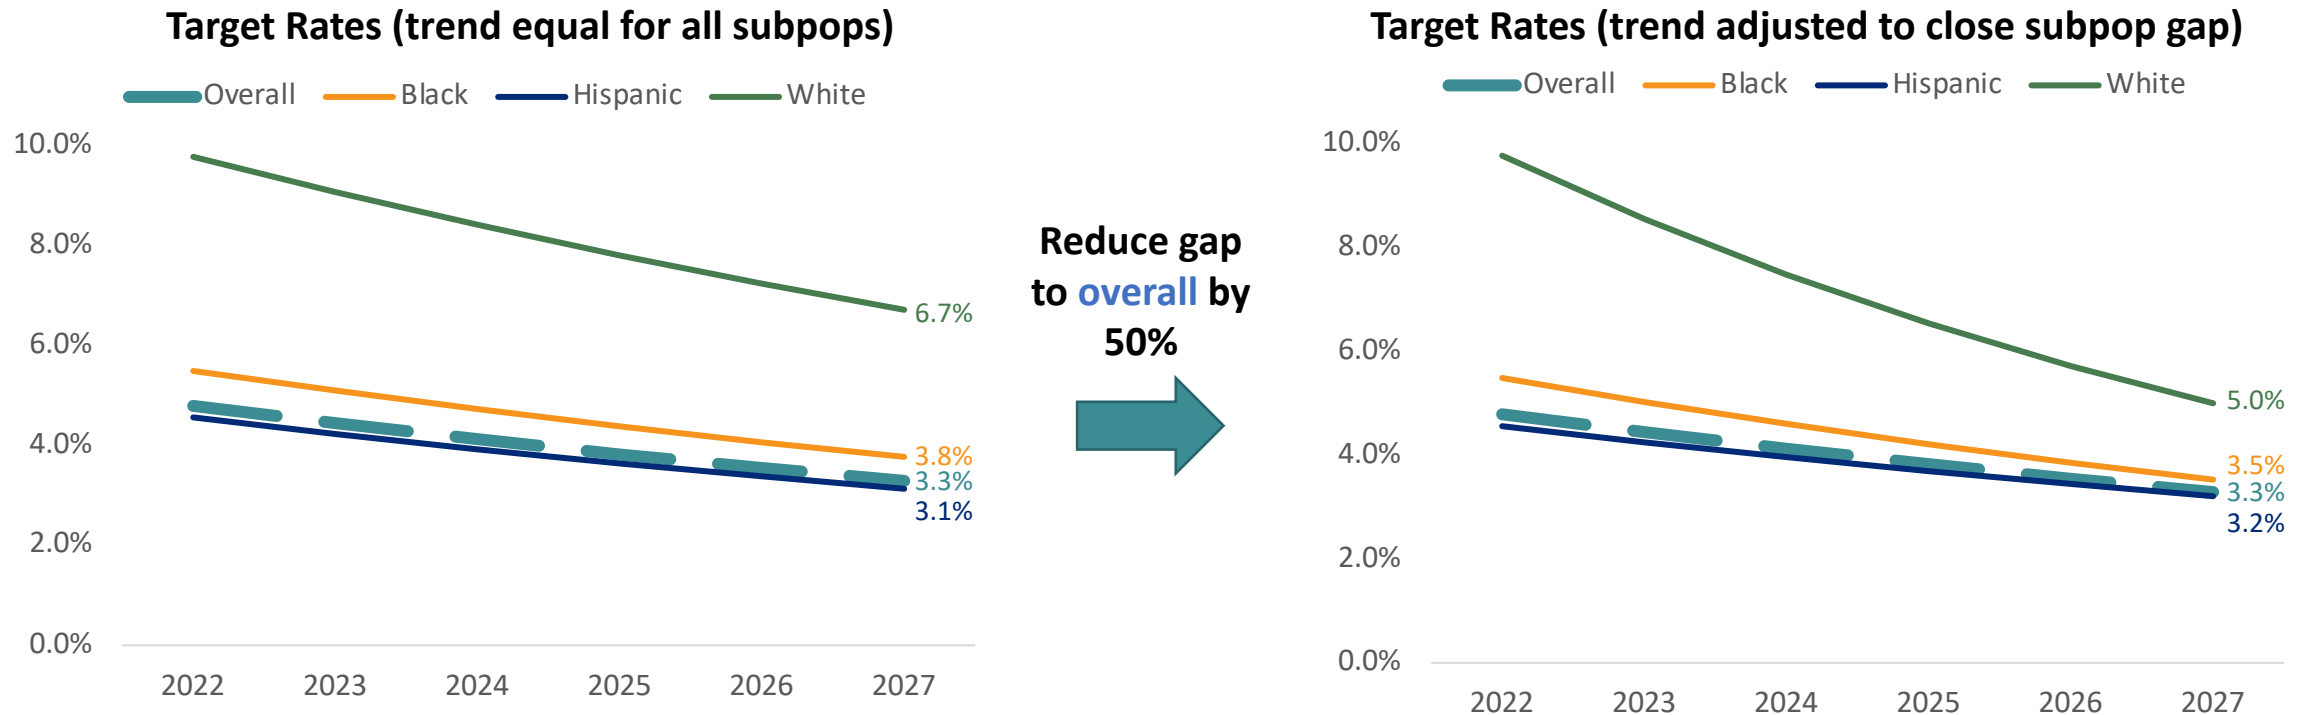 Target Rates (trend equal for all subpops)
Overall Black Hispanic White
10.0%
8.0%
6.0%
4.0%
2.0%
0.0%
6.7%
3.8%
3.3%
3.1%
2022 2023 2024 2025 2026 2027
Reduce gap
to overall by
50%
Target Rates (trend adjusted to close subpop gap)
Overall Black Hispanic White
10.0%
8.0%
6.0%
4.0%
2.0%
0.0%
5.0%
3.5%
3.3%
3.2%
2022 2023 2024 2025 2026 2027